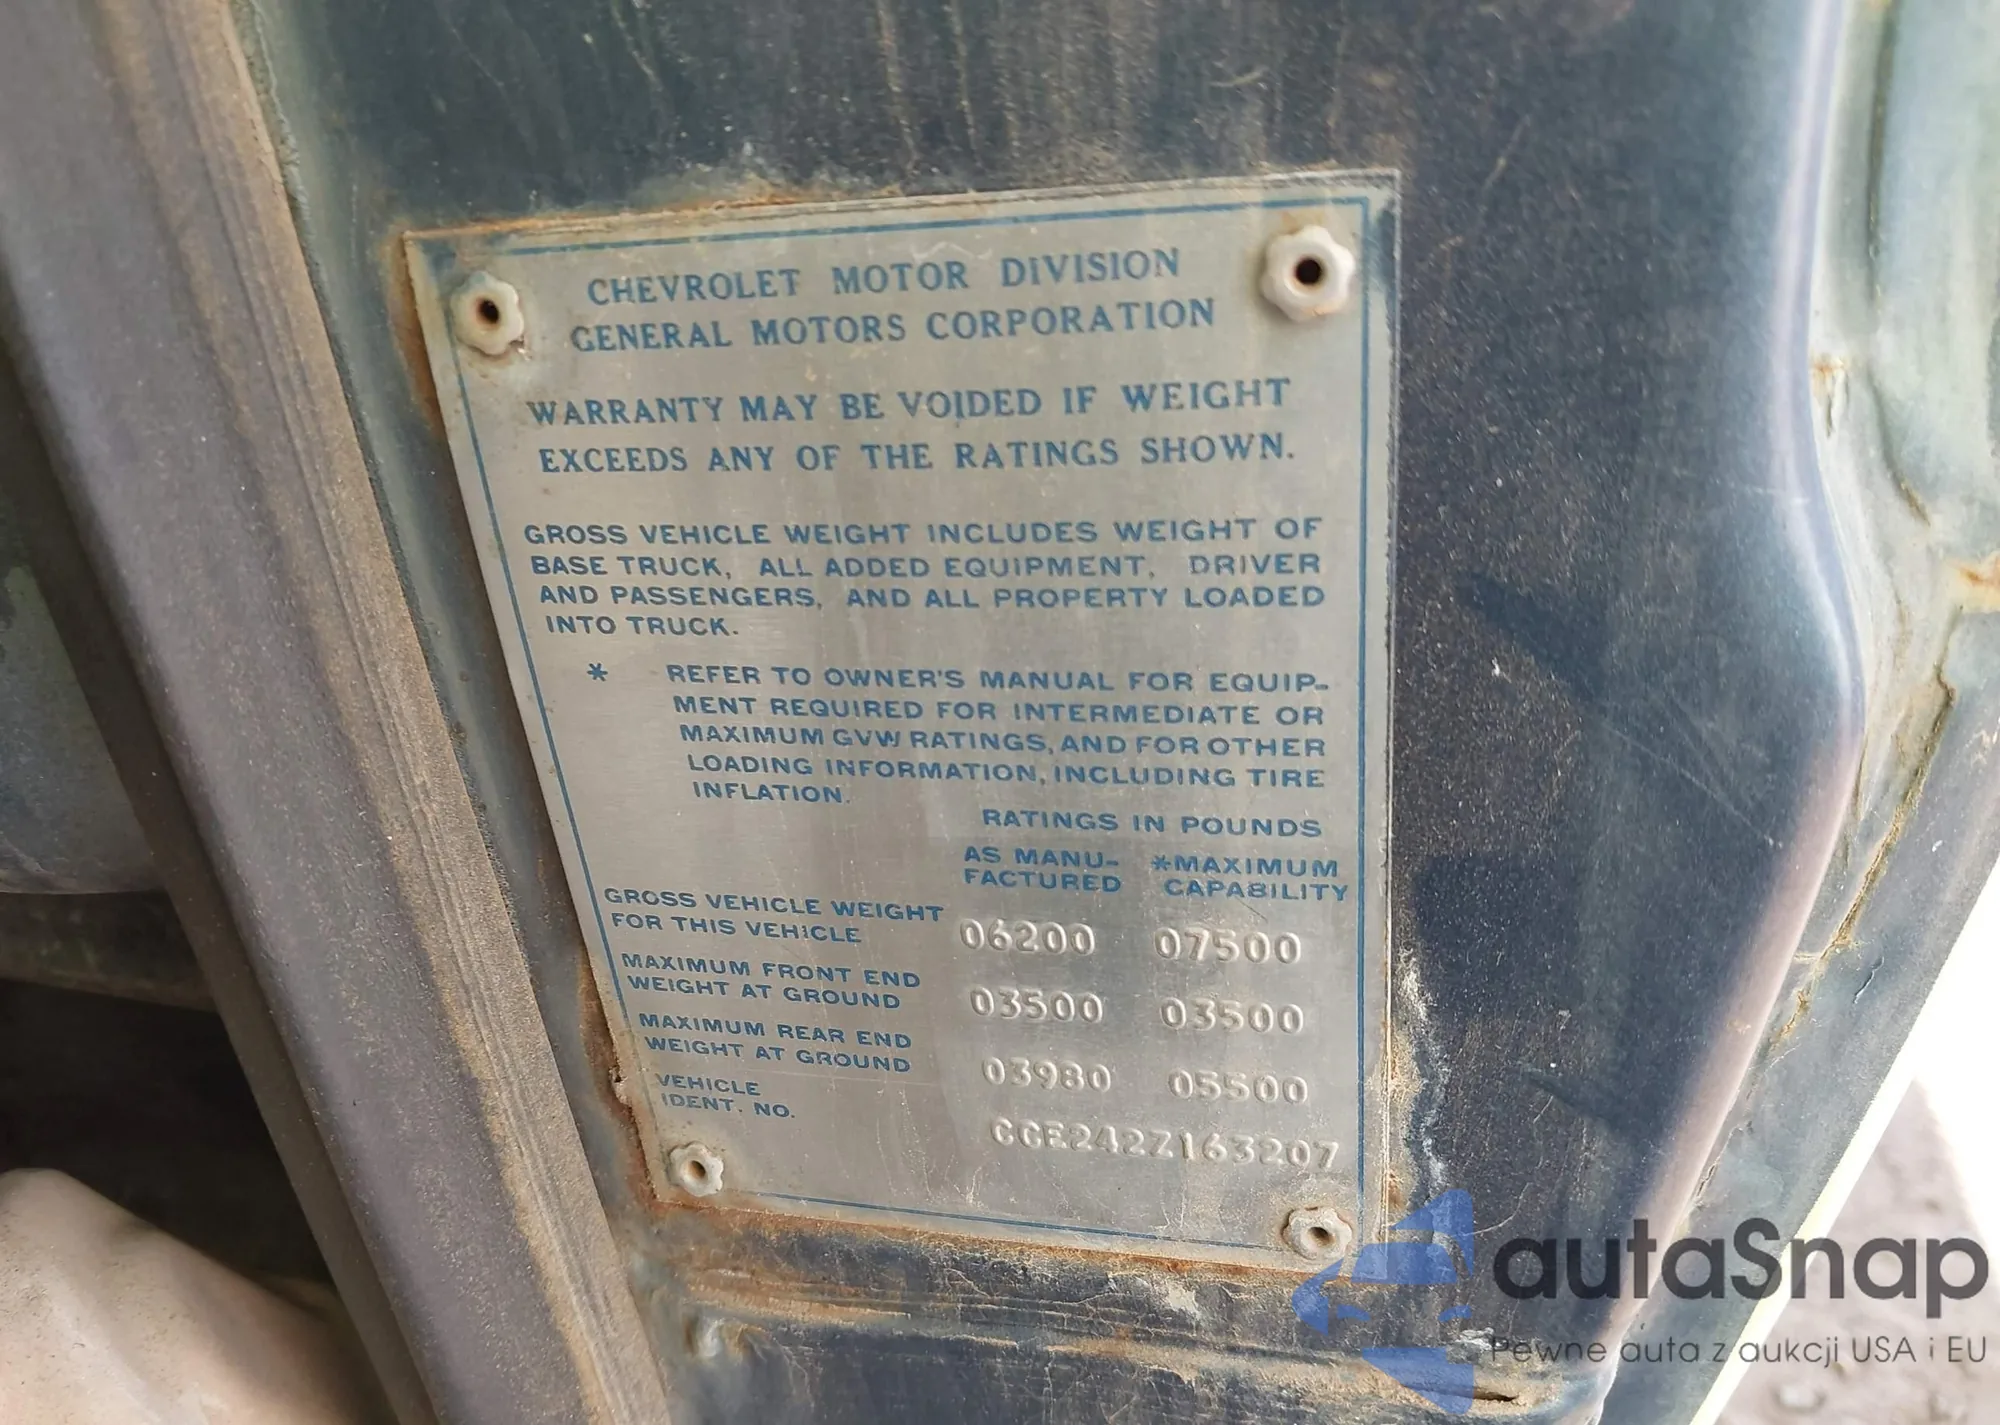 CHEVROLET MOTOR DIVISION
GENERAL MOTORS CORPORATION
WARRANTY MAY BE VOIDED IF WEIGHT
EXCEEDS ANY OF THE RATINGS SHOWN.
GROSS VEHICLE WEIGHT INCLUDES WEIGHT OF
BASE TRUCK, ALL ADDED EQUIPMENT, DRIVER
AND PASSENGERS, AND ALL PROPERTY LOADED
INTO TRUCK.
* REFER TO OWNER'S MANUAL FOR EQUIP-
MENT REQUIRED FOR INTERMEDIATE OR
MAXIMUM GVW RATINGS, AND FOR OTHER
LOADING INFORMATION, INCLUDING TIRE
INFLATION.
RATINGS IN POUNDS
AS MANU- *MAXIMUM
FACTURED CAPABILITY
GROSS VEHICLE WEIGHT
FOR THIS VEHICLE 06200 07500
MAXIMUM FRONT END
WEIGHT AT GROUND 03500 03500
MAXIMUM REAR END
WEIGHT AT GROUND 03980 05500
VEHICLE
IDENT. NO. CCE242Z163207
autaSnap
Pewne auta z aukcji USA i EU